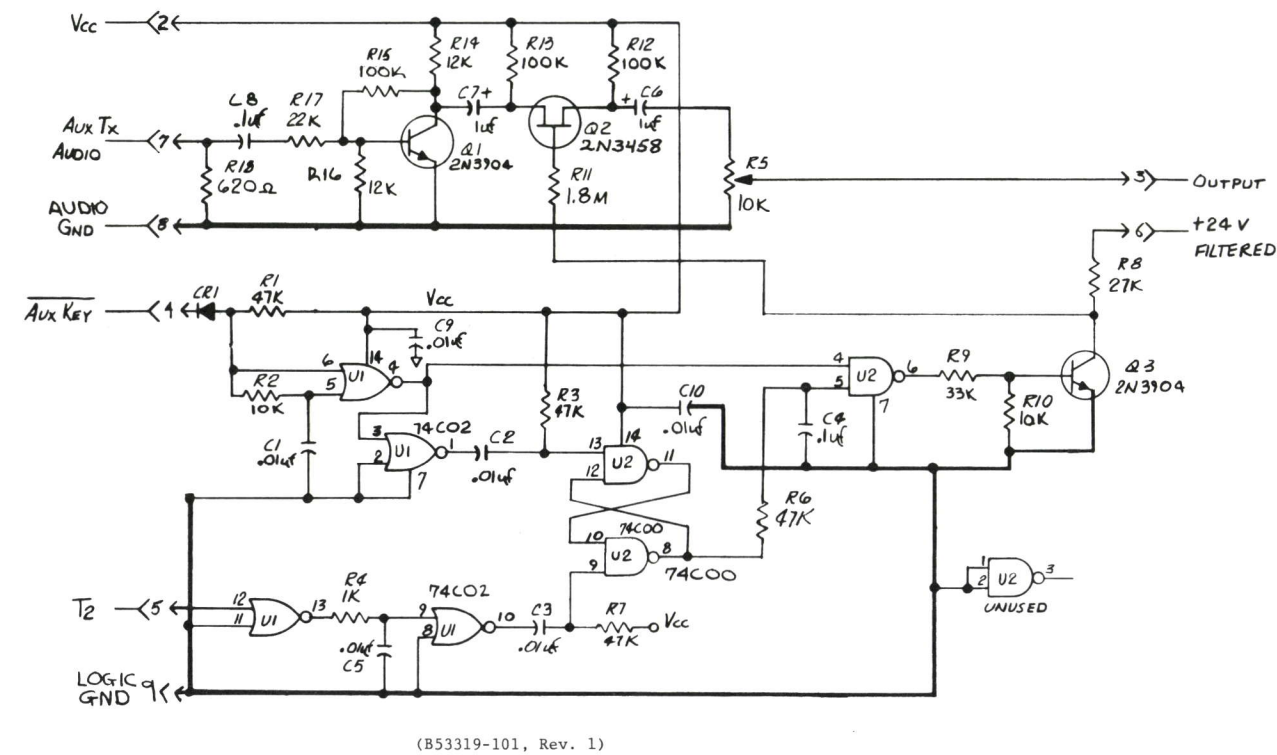 Vcc 2
R14 12K
R13 100K
R12 100K
R15 100K
C8 .1uf
R17 22K
C7+ 1uf
+ C6 1uf
AUX TX AUDIO 7
Q1 2N3904
Q2 2N3458
R18 620Ω
R16 12K
R11 1.8M
R5 10K
3 OUTPUT
AUDIO GND 8
6 +24V FILTERED
R8 27K
AUX KEY 4
CR1
R1 47K
Vcc
C9 .01uf
14
6
5
U1
4
R2 10K
C1 .01uf
74C02
3
2
U1
1
7
C2 .01uf
R3 47K
C10 .01uf
14
13
12
U2
11
4
5
U2
6
7
R9 33K
R10 10K
Q3 2N3904
C4 .1uf
R6 47K
74C00
10
9
U2
8
74C00
1
2
U2
3
UNUSED
T2 5
12
11
U1
13
R4 1K
.01uf C5
74C02
9
8
U1
10
C3 .01uf
R7 47K
Vcc
LOGIC GND 9
(B53319-101, Rev. 1)